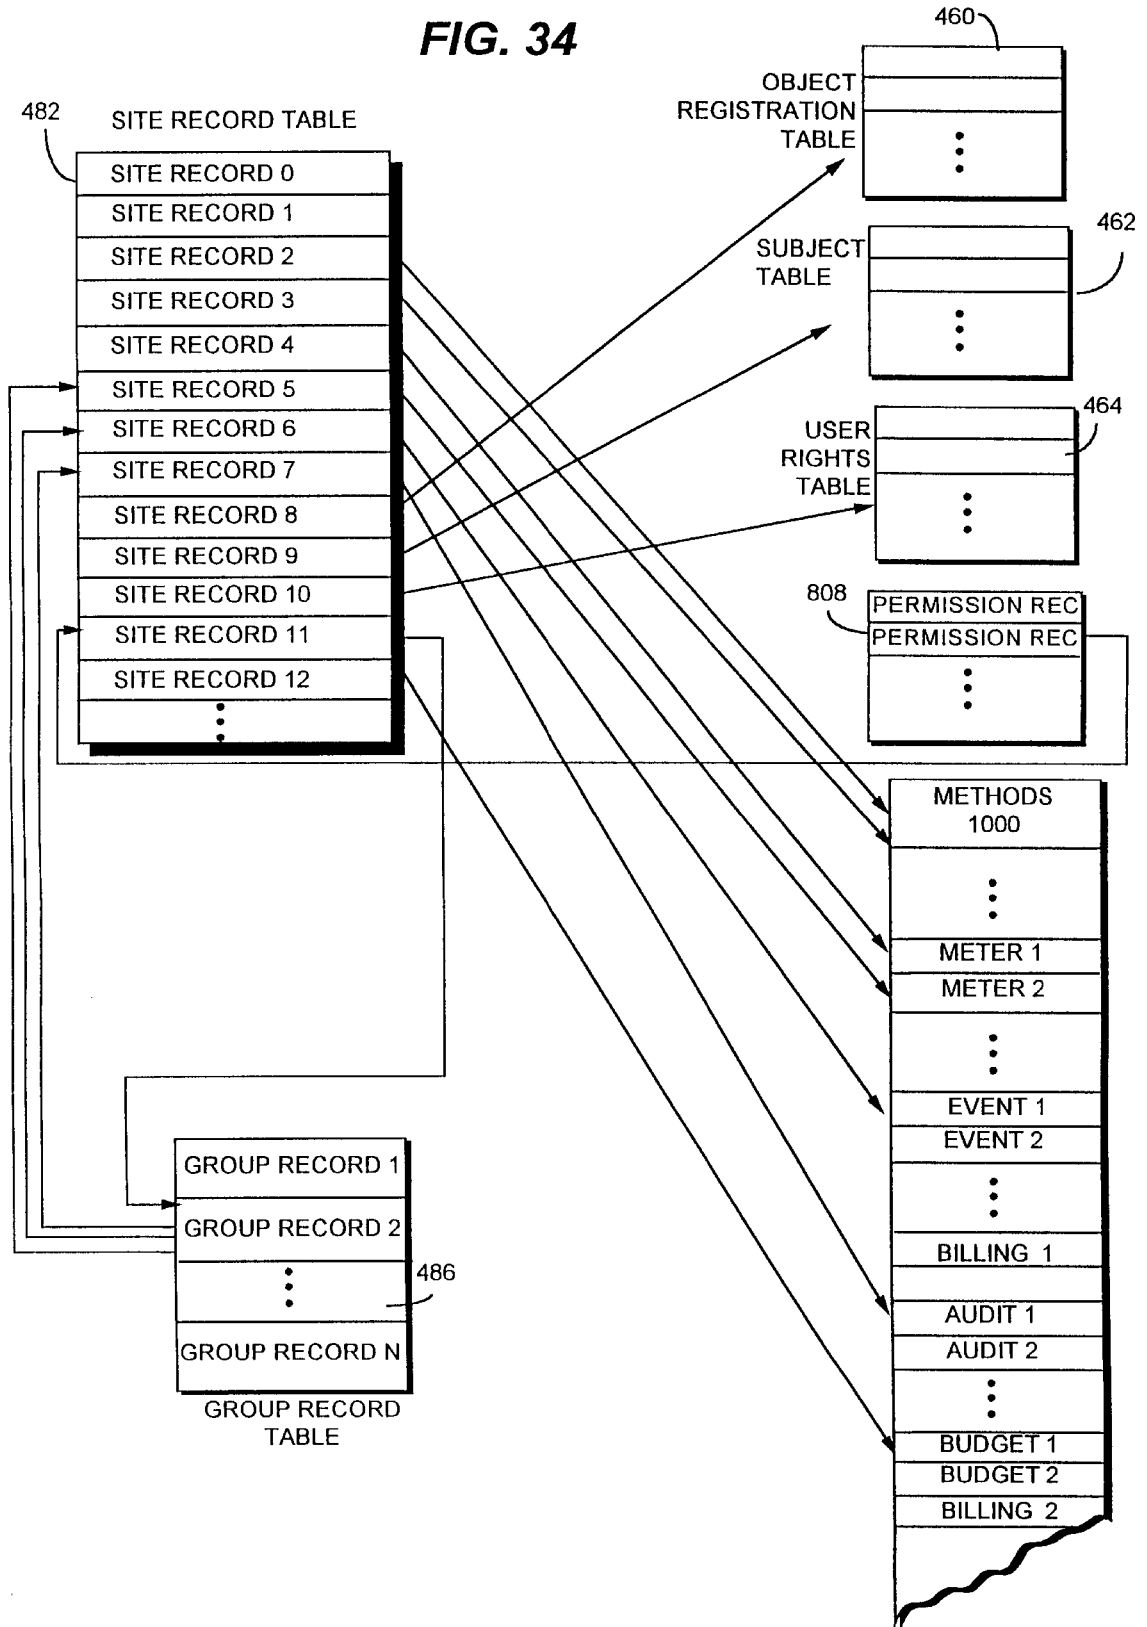 FIG. 34
482
SITE RECORD TABLE
SITE RECORD 0
SITE RECORD 1
SITE RECORD 2
SITE RECORD 3
SITE RECORD 4
SITE RECORD 5
SITE RECORD 6
SITE RECORD 7
SITE RECORD 8
SITE RECORD 9
SITE RECORD 10
SITE RECORD 11
SITE RECORD 12
460
OBJECT
REGISTRATION
TABLE
SUBJECT
TABLE
462
USER
RIGHTS
TABLE
464
808
PERMISSION REC
PERMISSION REC
METHODS
1000
METER 1
METER 2
EVENT 1
EVENT 2
BILLING 1
AUDIT 1
AUDIT 2
BUDGET 1
BUDGET 2
BILLING 2
GROUP RECORD 1
GROUP RECORD 2
486
GROUP RECORD N
GROUP RECORD
TABLE